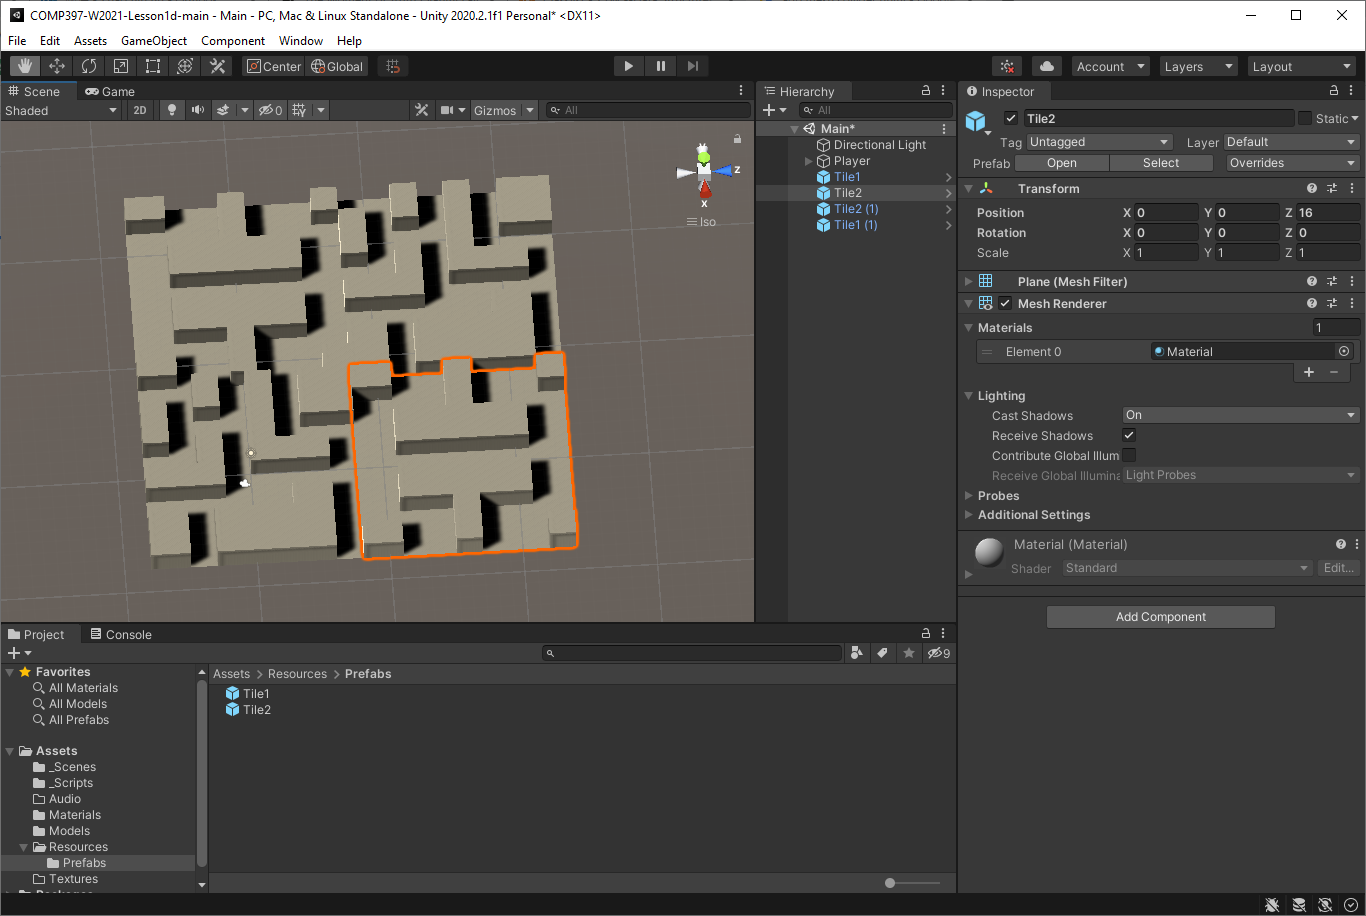 COMP397-W2021-Lesson1d-main - Main - PC, Mac & Linux Standalone - Unity 2020.2.1f1 Personal* <DX11>
File Edit Assets GameObject Component Window Help
Center Global Account Layers Layout
Scene Game
Shaded 2D 0 Gizmos All
Y
Z
X
Iso
Hierarchy
All
Main*
Directional Light
Player
Tile1
Tile2
Tile2 (1)
Tile1 (1)
Inspector
Tile2 Static
Tag Untagged Layer Default
Prefab Open Select Overrides
Transform
Position X 0 Y 0 Z 16
Rotation X 0 Y 0 Z 0
Scale X 1 Y 1 Z 1
Plane (Mesh Filter)
Mesh Renderer
Materials 1
Element 0 Material
Lighting
Cast Shadows On
Receive Shadows
Contribute Global Illum
Receive Global Illumina Light Probes
Probes
Additional Settings
Material (Material)
Shader Standard Edit...
Add Component
Project Console
9
Favorites
All Materials
All Models
All Prefabs
Assets
_Scenes
_Scripts
Audio
Materials
Models
Resources
Prefabs
Textures
Assets > Resources > Prefabs
Tile1
Tile2